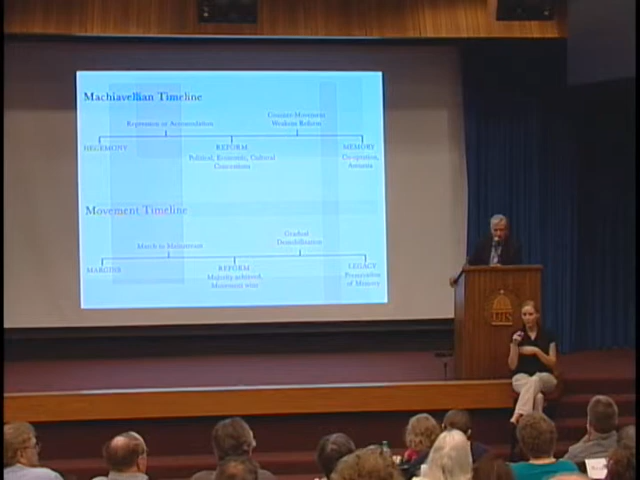 Machiavellian Timeline
Repression or Accomodation
Counter-Movement
Weakens Reform
HEGEMONY
REFORM
MEMORY
Political, Economic, Cultural
Concessions
Co-optation,
Amnesia
Movement Timeline
March to Mainstream
Gradual
Demobilization
MARGINS
REFORM
LEGACY
Majority achieved,
Movement wins
Preservation
of Memory